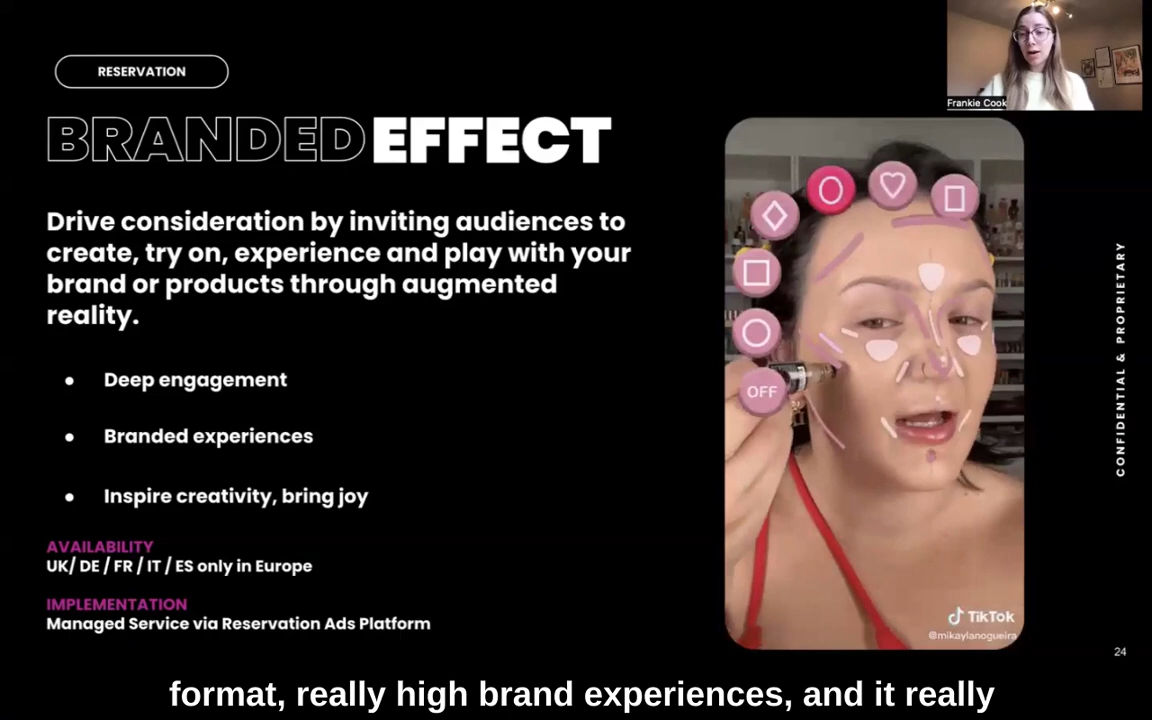 RESERVATION
BRANDED EFFECT
Drive consideration by inviting audiences to
create, try on, experience and play with your
brand or products through augmented
reality.
• Deep engagement
• Branded experiences
• Inspire creativity, bring joy
AVAILABILITY
UK/ DE / FR / IT / ES only in Europe
IMPLEMENTATION
Managed Service via Reservation Ads Platform
Frankie Cook
OFF
TikTok
@mikaylanogueira
CONFIDENTIAL & PROPRIETARY
24
format, really high brand experiences, and it really